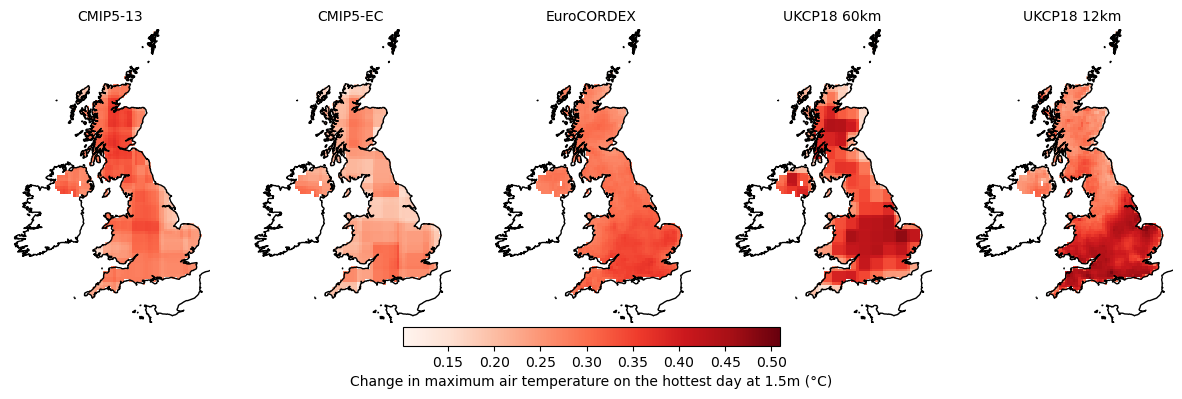 CMIP5-13
CMIP5-EC
EuroCORDEX
UKCP18 60km
UKCP18 12km
0.15 0.20 0.25 0.30 0.35 0.40 0.45 0.50
Change in maximum air temperature on the hottest day at 1.5m (°C)